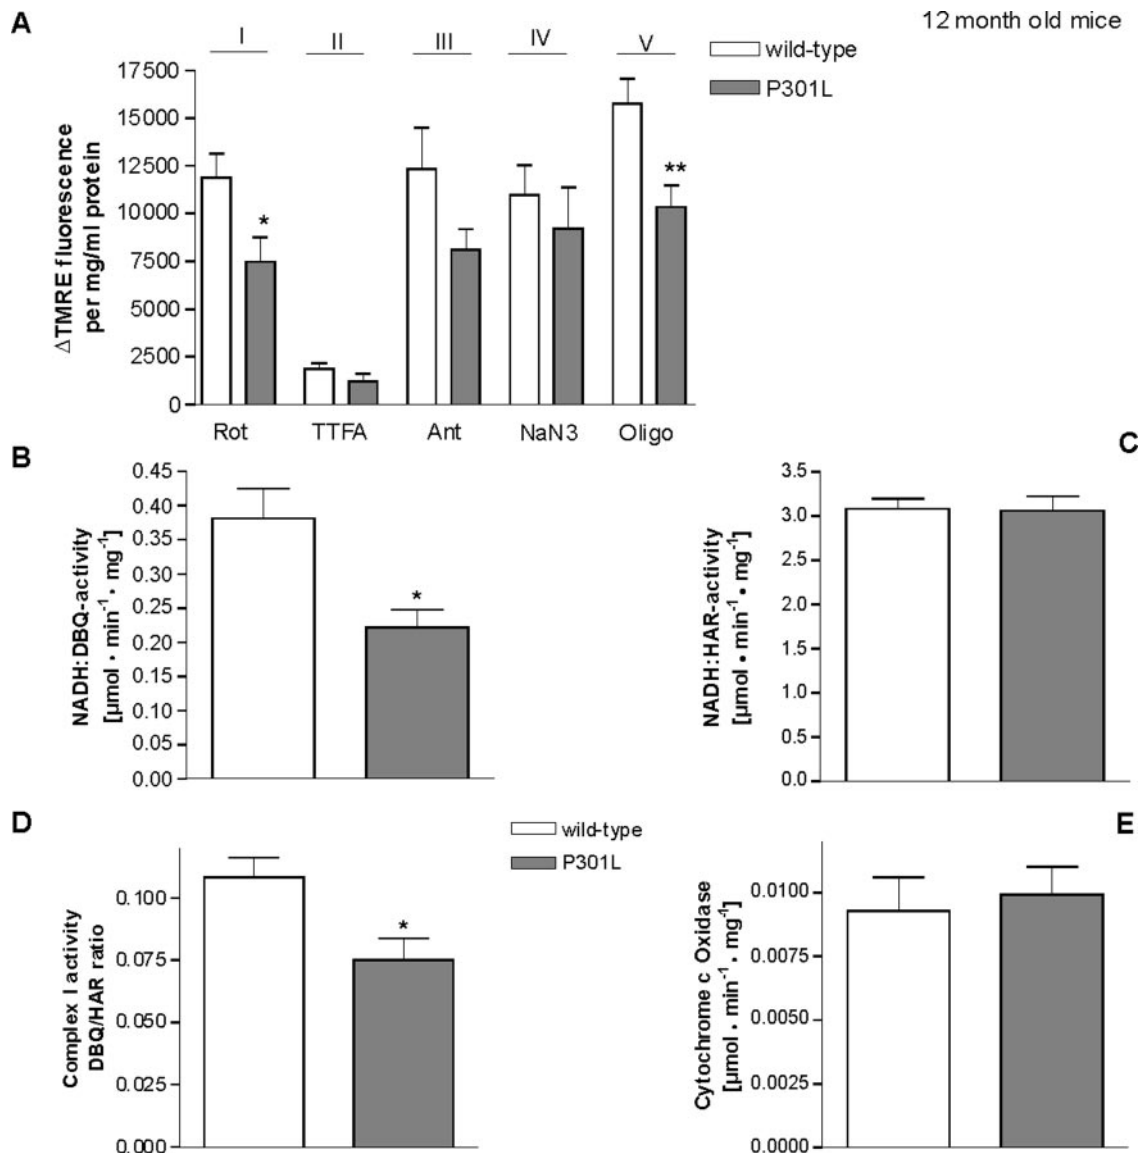 A
12 month old mice
I II III IV V
wild-type
P301L
ΔTMRE fluorescence
per mg/ml protein
17500
15000
12500
10000
7500
5000
2500
0
*
**
Rot TTFA Ant NaN3 Oligo
B
NADH:DBQ-activity
[µmol · min⁻¹ · mg⁻¹]
0.45
0.40
0.35
0.30
0.25
0.20
0.15
0.10
0.05
0.00
*
C
NADH:HAR-activity
[µmol • min⁻¹ • mg⁻¹]
3.5
3.0
2.5
3.0
1.5
1.0
0.5
0.0
D
wild-type
P301L
Complex I activity
DBQ/HAR ratio
0.100
0.075
0.050
0.025
0.000
*
E
Cytochrome c Oxidase
[µmol · min⁻¹ · mg⁻¹]
0.0100
0.0075
0.0050
0.0025
0.0000